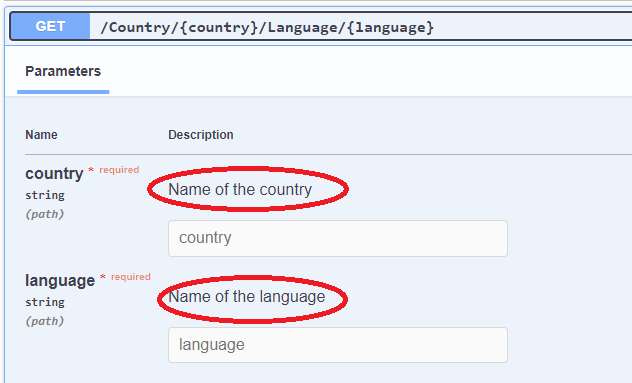 GET /Country/{country}/Language/{language}
Parameters
Name Description
country * required
string
(path)
Name of the country
country
language * required
string
(path)
Name of the language
language